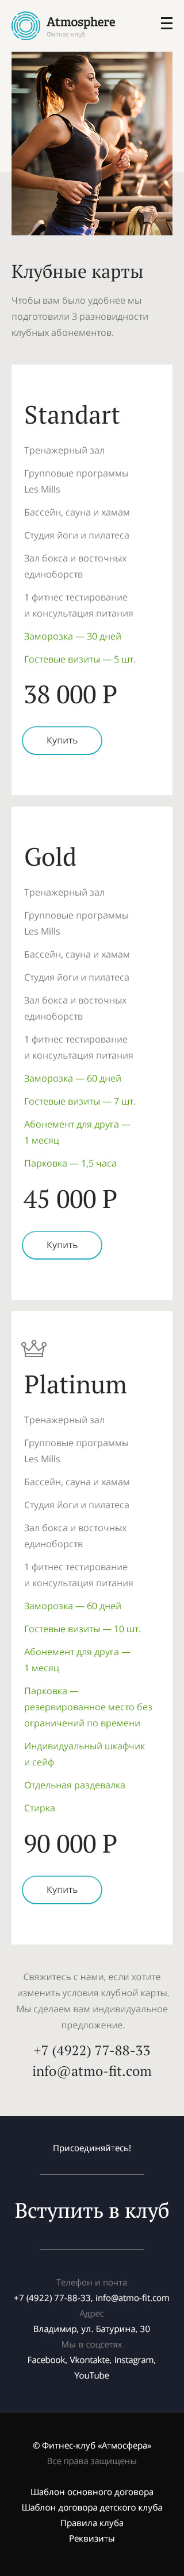 Atmosphere
Фитнес-клуб
Клубные карты
Чтобы вам было удобнее мы
подготовили 3 разновидности
клубных абонементов.
Standart
Тренажерный зал
Групповые программы
Les Mills
Бассейн, сауна и хамам
Студия йоги и пилатеса
Зал бокса и восточных
единоборств
1 фитнес тестирование
и консультация питания
Заморозка — 30 дней
Гостевые визиты — 5 шт.
38 000 Р
Купить
Gold
Тренажерный зал
Групповые программы
Les Mills
Бассейн, сауна и хамам
Студия йоги и пилатеса
Зал бокса и восточных
единоборств
1 фитнес тестирование
и консультация питания
Заморозка — 60 дней
Гостевые визиты — 7 шт.
Абонемент для друга —
1 месяц
Парковка — 1,5 часа
45 000 Р
Купить
Platinum
Тренажерный зал
Групповые программы
Les Mills
Бассейн, сауна и хамам
Студия йоги и пилатеса
Зал бокса и восточных
единоборств
1 фитнес тестирование
и консультация питания
Заморозка — 60 дней
Гостевые визиты — 10 шт.
Абонемент для друга —
1 месяц
Парковка —
резервированное место без
ограничений по времени
Индивидуальный шкафчик
и сейф
Отдельная раздевалка
Стирка
90 000 Р
Купить
Свяжитесь с нами, если хотите
изменить условия клубной карты.
Мы сделаем вам индивидуальное
предложение.
+7 (4922) 77-88-33
info@atmo-fit.com
Присоединяйтесь!
Вступить в клуб
Телефон и почта
+7 (4922) 77-88-33, info@atmo-fit.com
Адрес
Владимир, ул. Батурина, 30
Мы в соцсетях
Facebook, Vkontakte, Instagram,
YouTube
© Фитнес-клуб «Атмосфера»
Все права защищены
Шаблон основного договора
Шаблон договора детского клуба
Правила клуба
Реквизиты